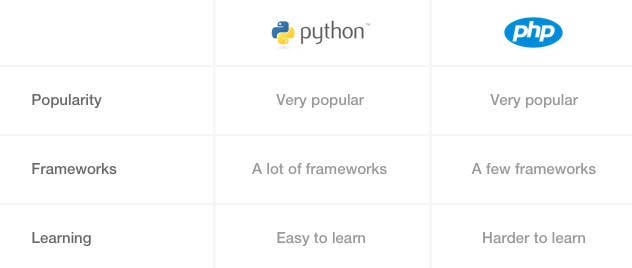 python™ php
Popularity Very popular Very popular
Frameworks A lot of frameworks A few frameworks
Learning Easy to learn Harder to learn